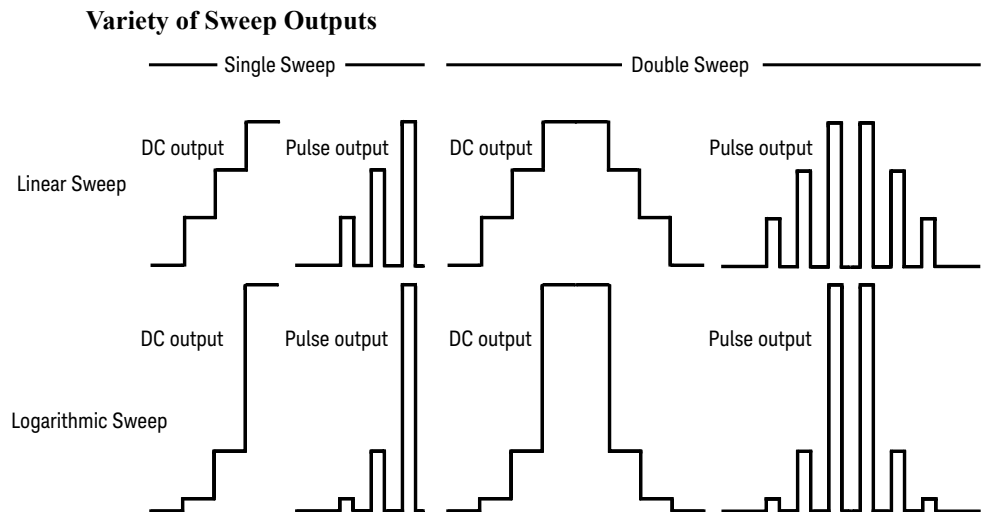 Variety of Sweep Outputs
Single Sweep
Double Sweep
DC output
Pulse output
DC output
Pulse output
Linear Sweep
DC output
Pulse output
DC output
Pulse output
Logarithmic Sweep